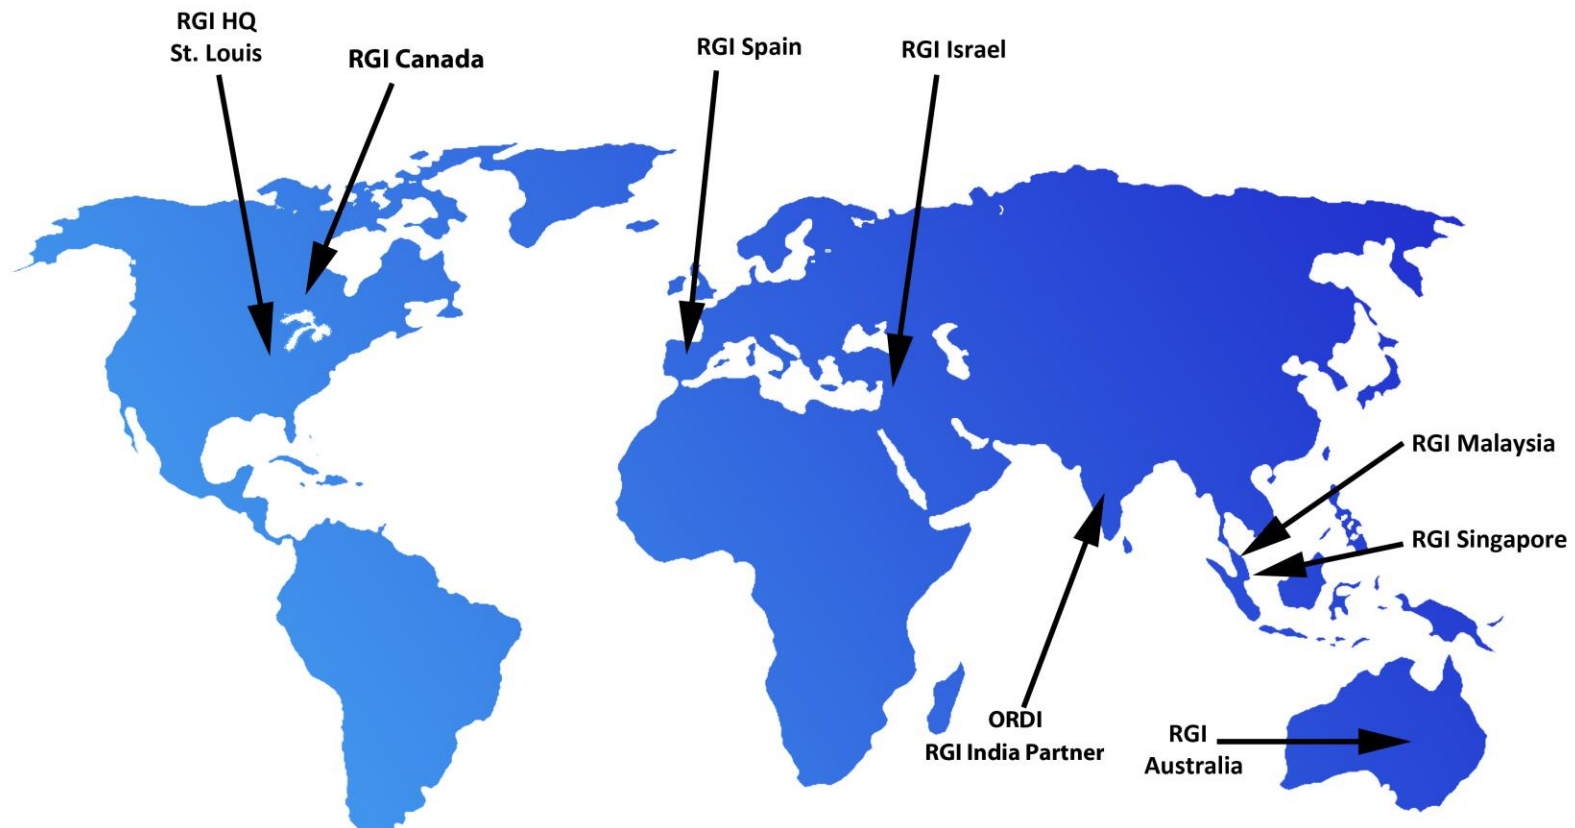 RGI HQ
St. Louis
RGI Canada
RGI Spain
RGI Israel
RGI Malaysia
RGI Singapore
ORDI
RGI India Partner
RGI
Australia